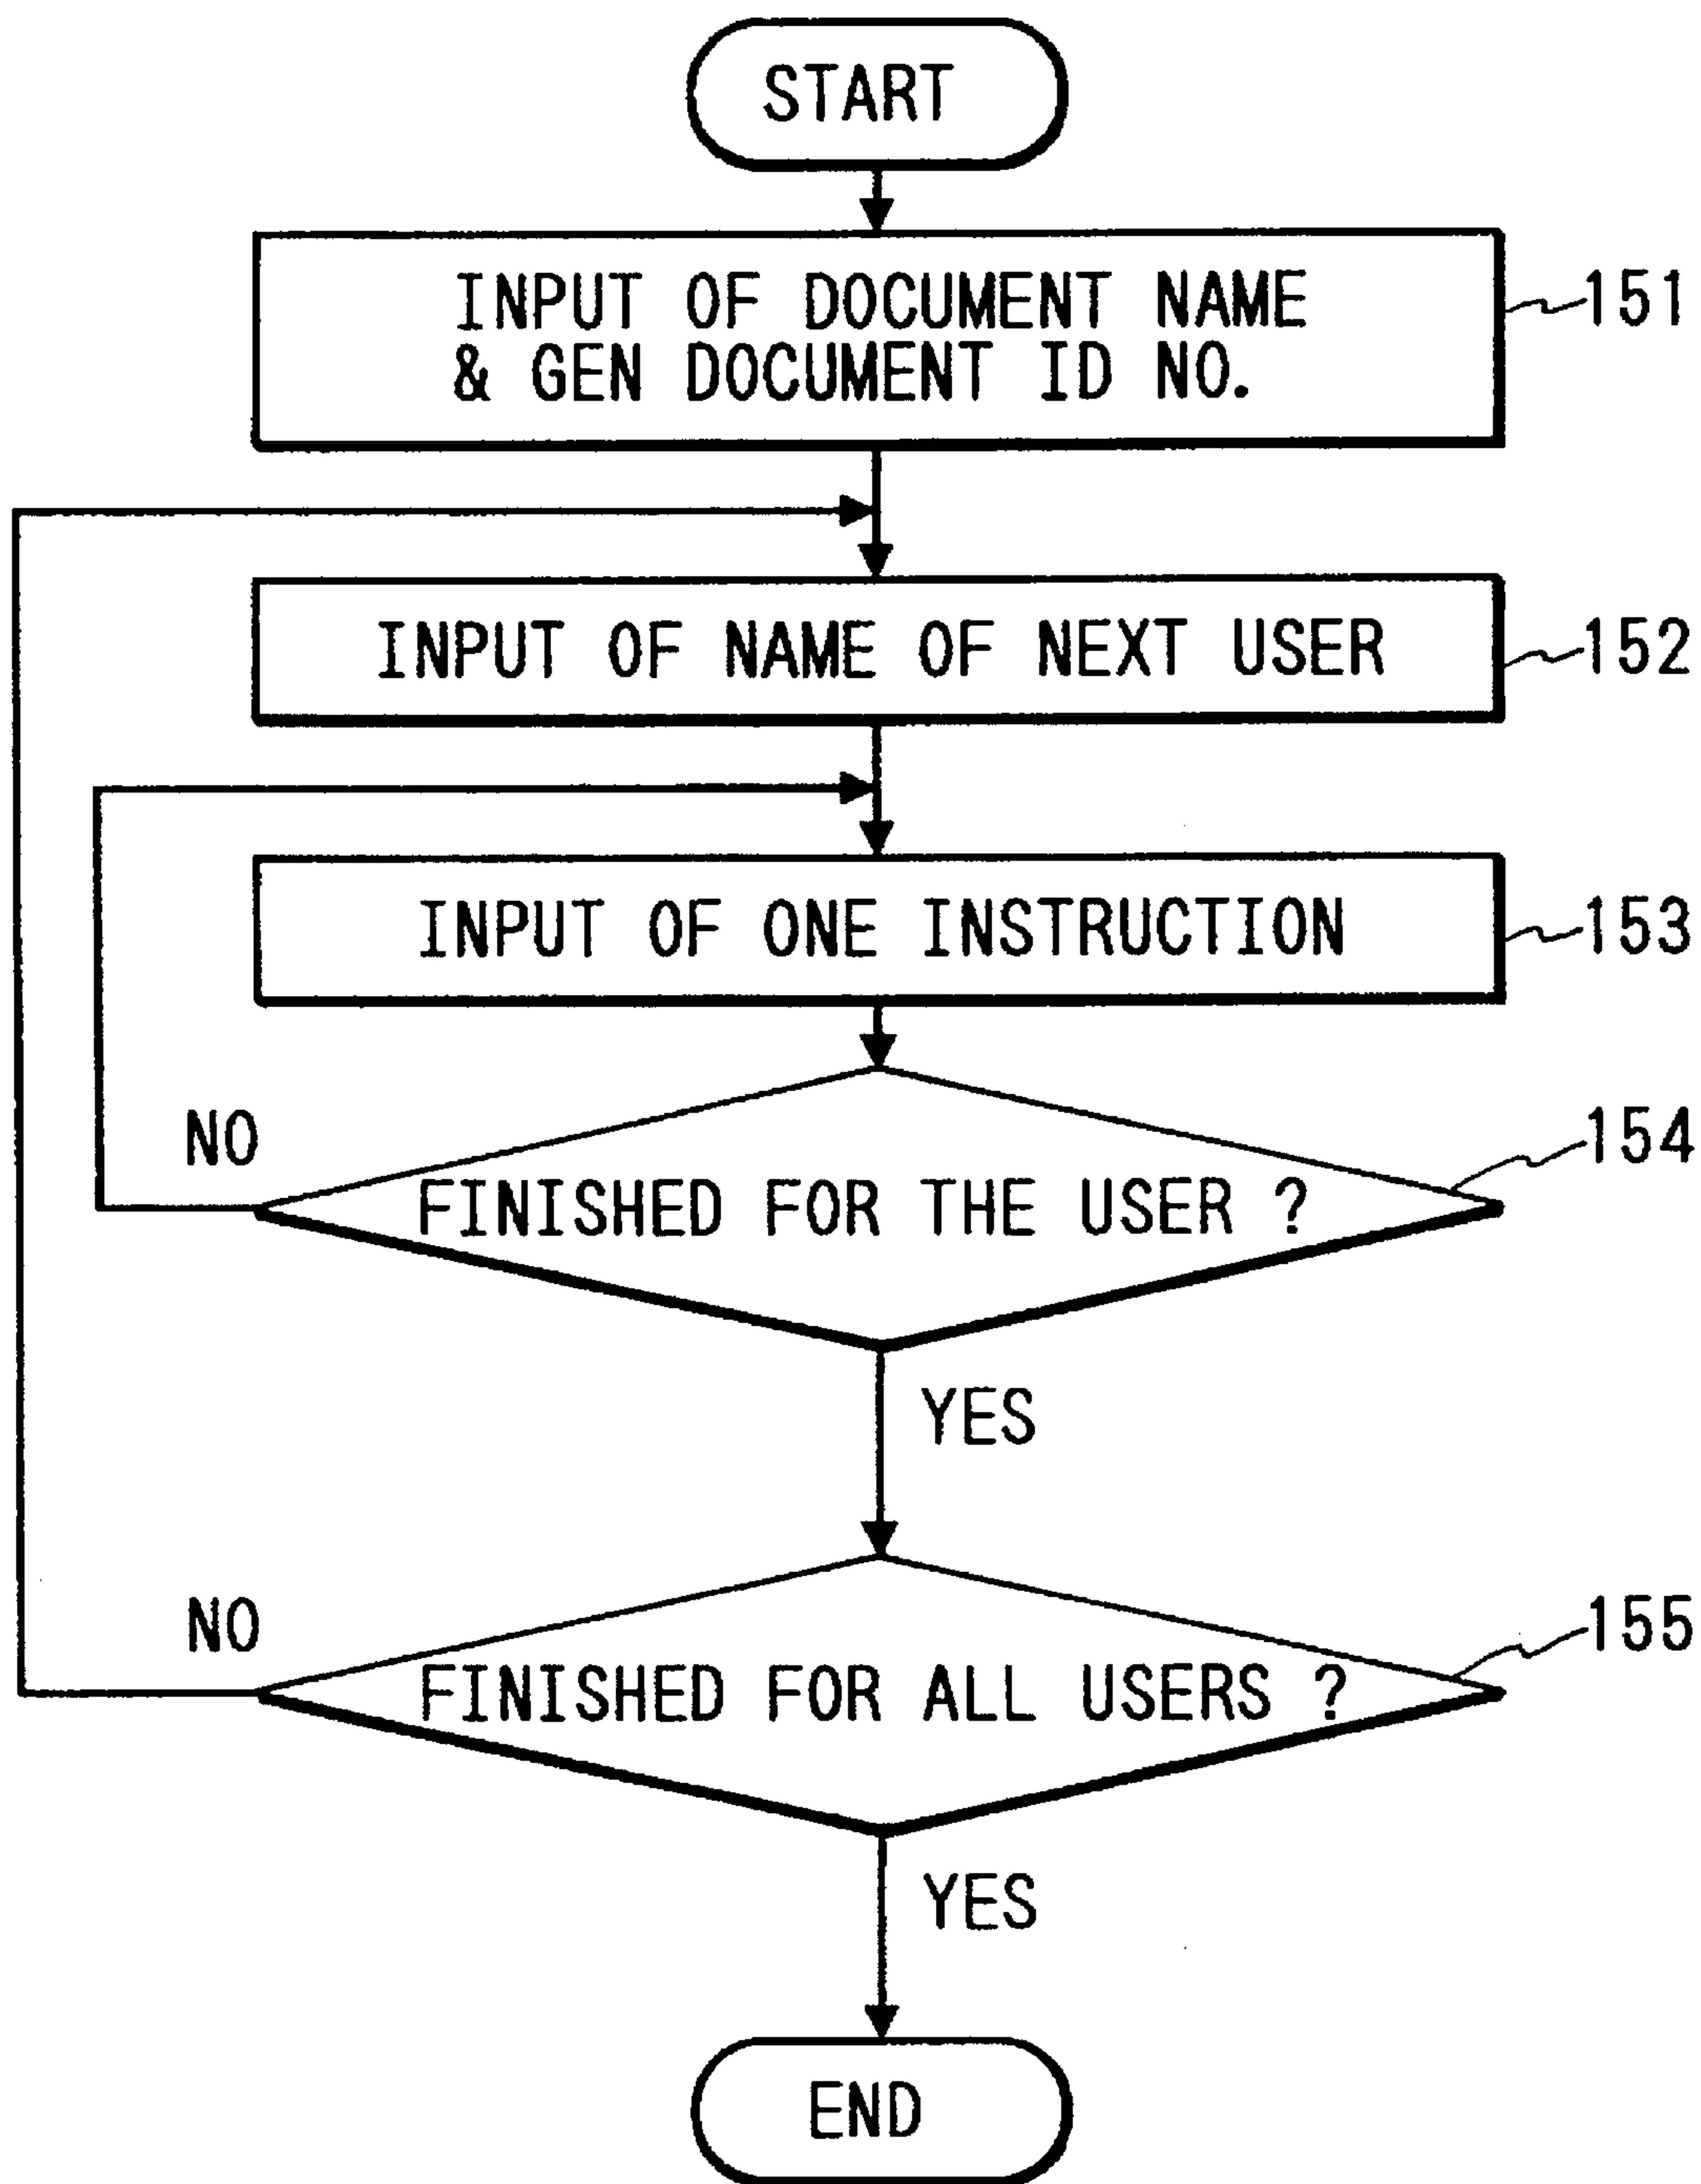 START
INPUT OF DOCUMENT NAME
& GEN DOCUMENT ID NO.
151
INPUT OF NAME OF NEXT USER
152
INPUT OF ONE INSTRUCTION
153
NO
154
FINISHED FOR THE USER ?
YES
NO
155
FINISHED FOR ALL USERS ?
YES
END